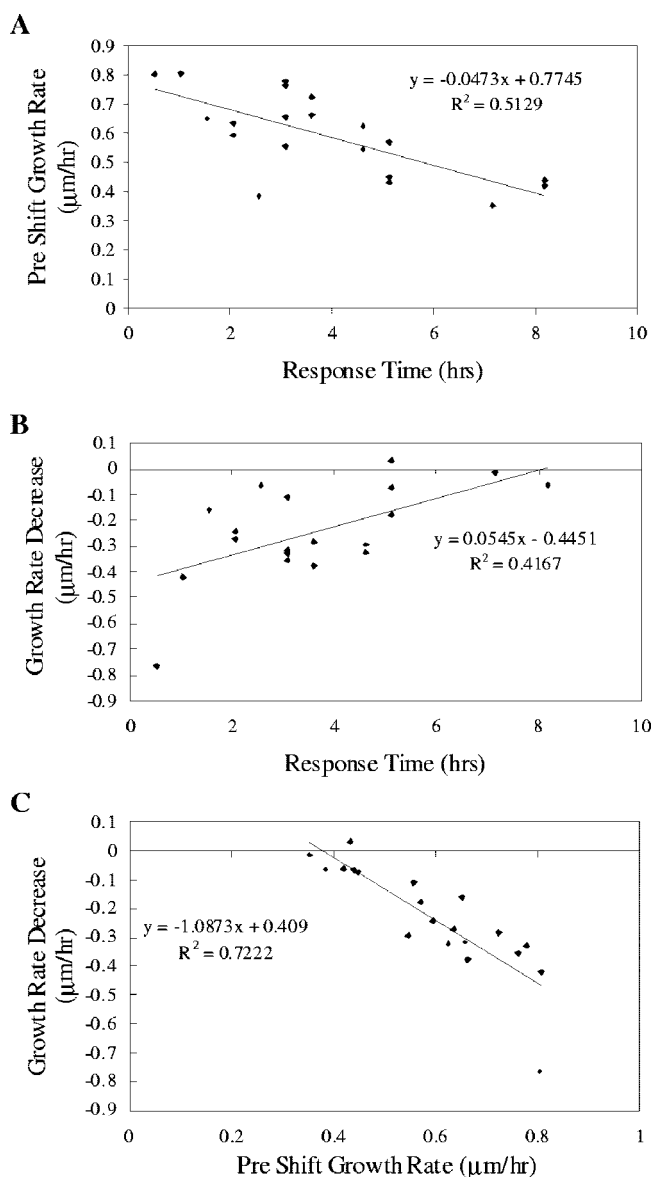 A
Pre Shift Growth Rate
(μm/hr)
0.9
0.8
0.7
0.6
0.5
0.4
0.3
0.2
0.1
0
y = -0.0473x + 0.7745
R² = 0.5129
0 2 4 6 8 10
Response Time (hrs)
B
Growth Rate Decrease
(μm/hr)
0.1
0
-0.1
-0.2
-0.3
-0.4
-0.5
-0.6
-0.7
-0.8
-0.9
y = 0.0545x - 0.4451
R² = 0.4167
0 2 4 6 8 10
Response Time (hrs)
C
Growth Rate Decrease
(μm/hr)
0.1
0
-0.1
-0.2
-0.3
-0.4
-0.5
-0.6
-0.7
-0.8
-0.9
y = -1.0873x + 0.409
R² = 0.7222
0 0.2 0.4 0.6 0.8 1
Pre Shift Growth Rate (μm/hr)